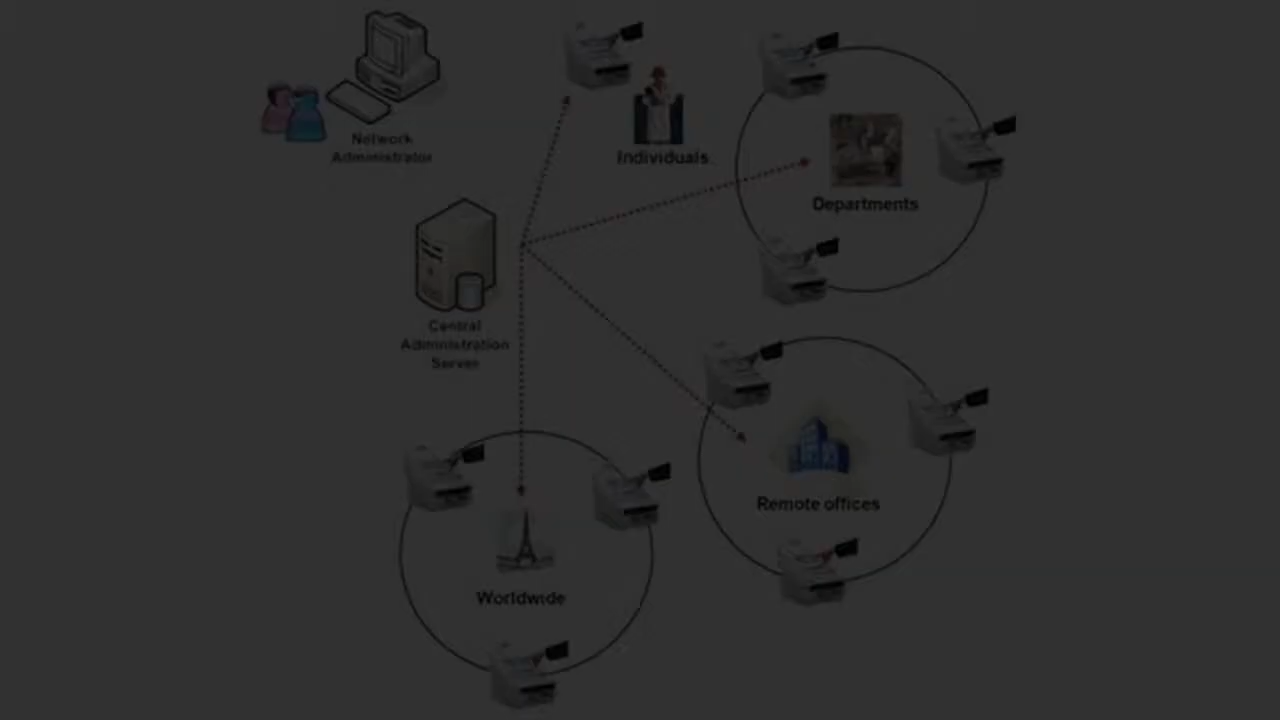 Network
Administrator
Individuals
Departments
Central
Administration
Server
Remote offices
Worldwide